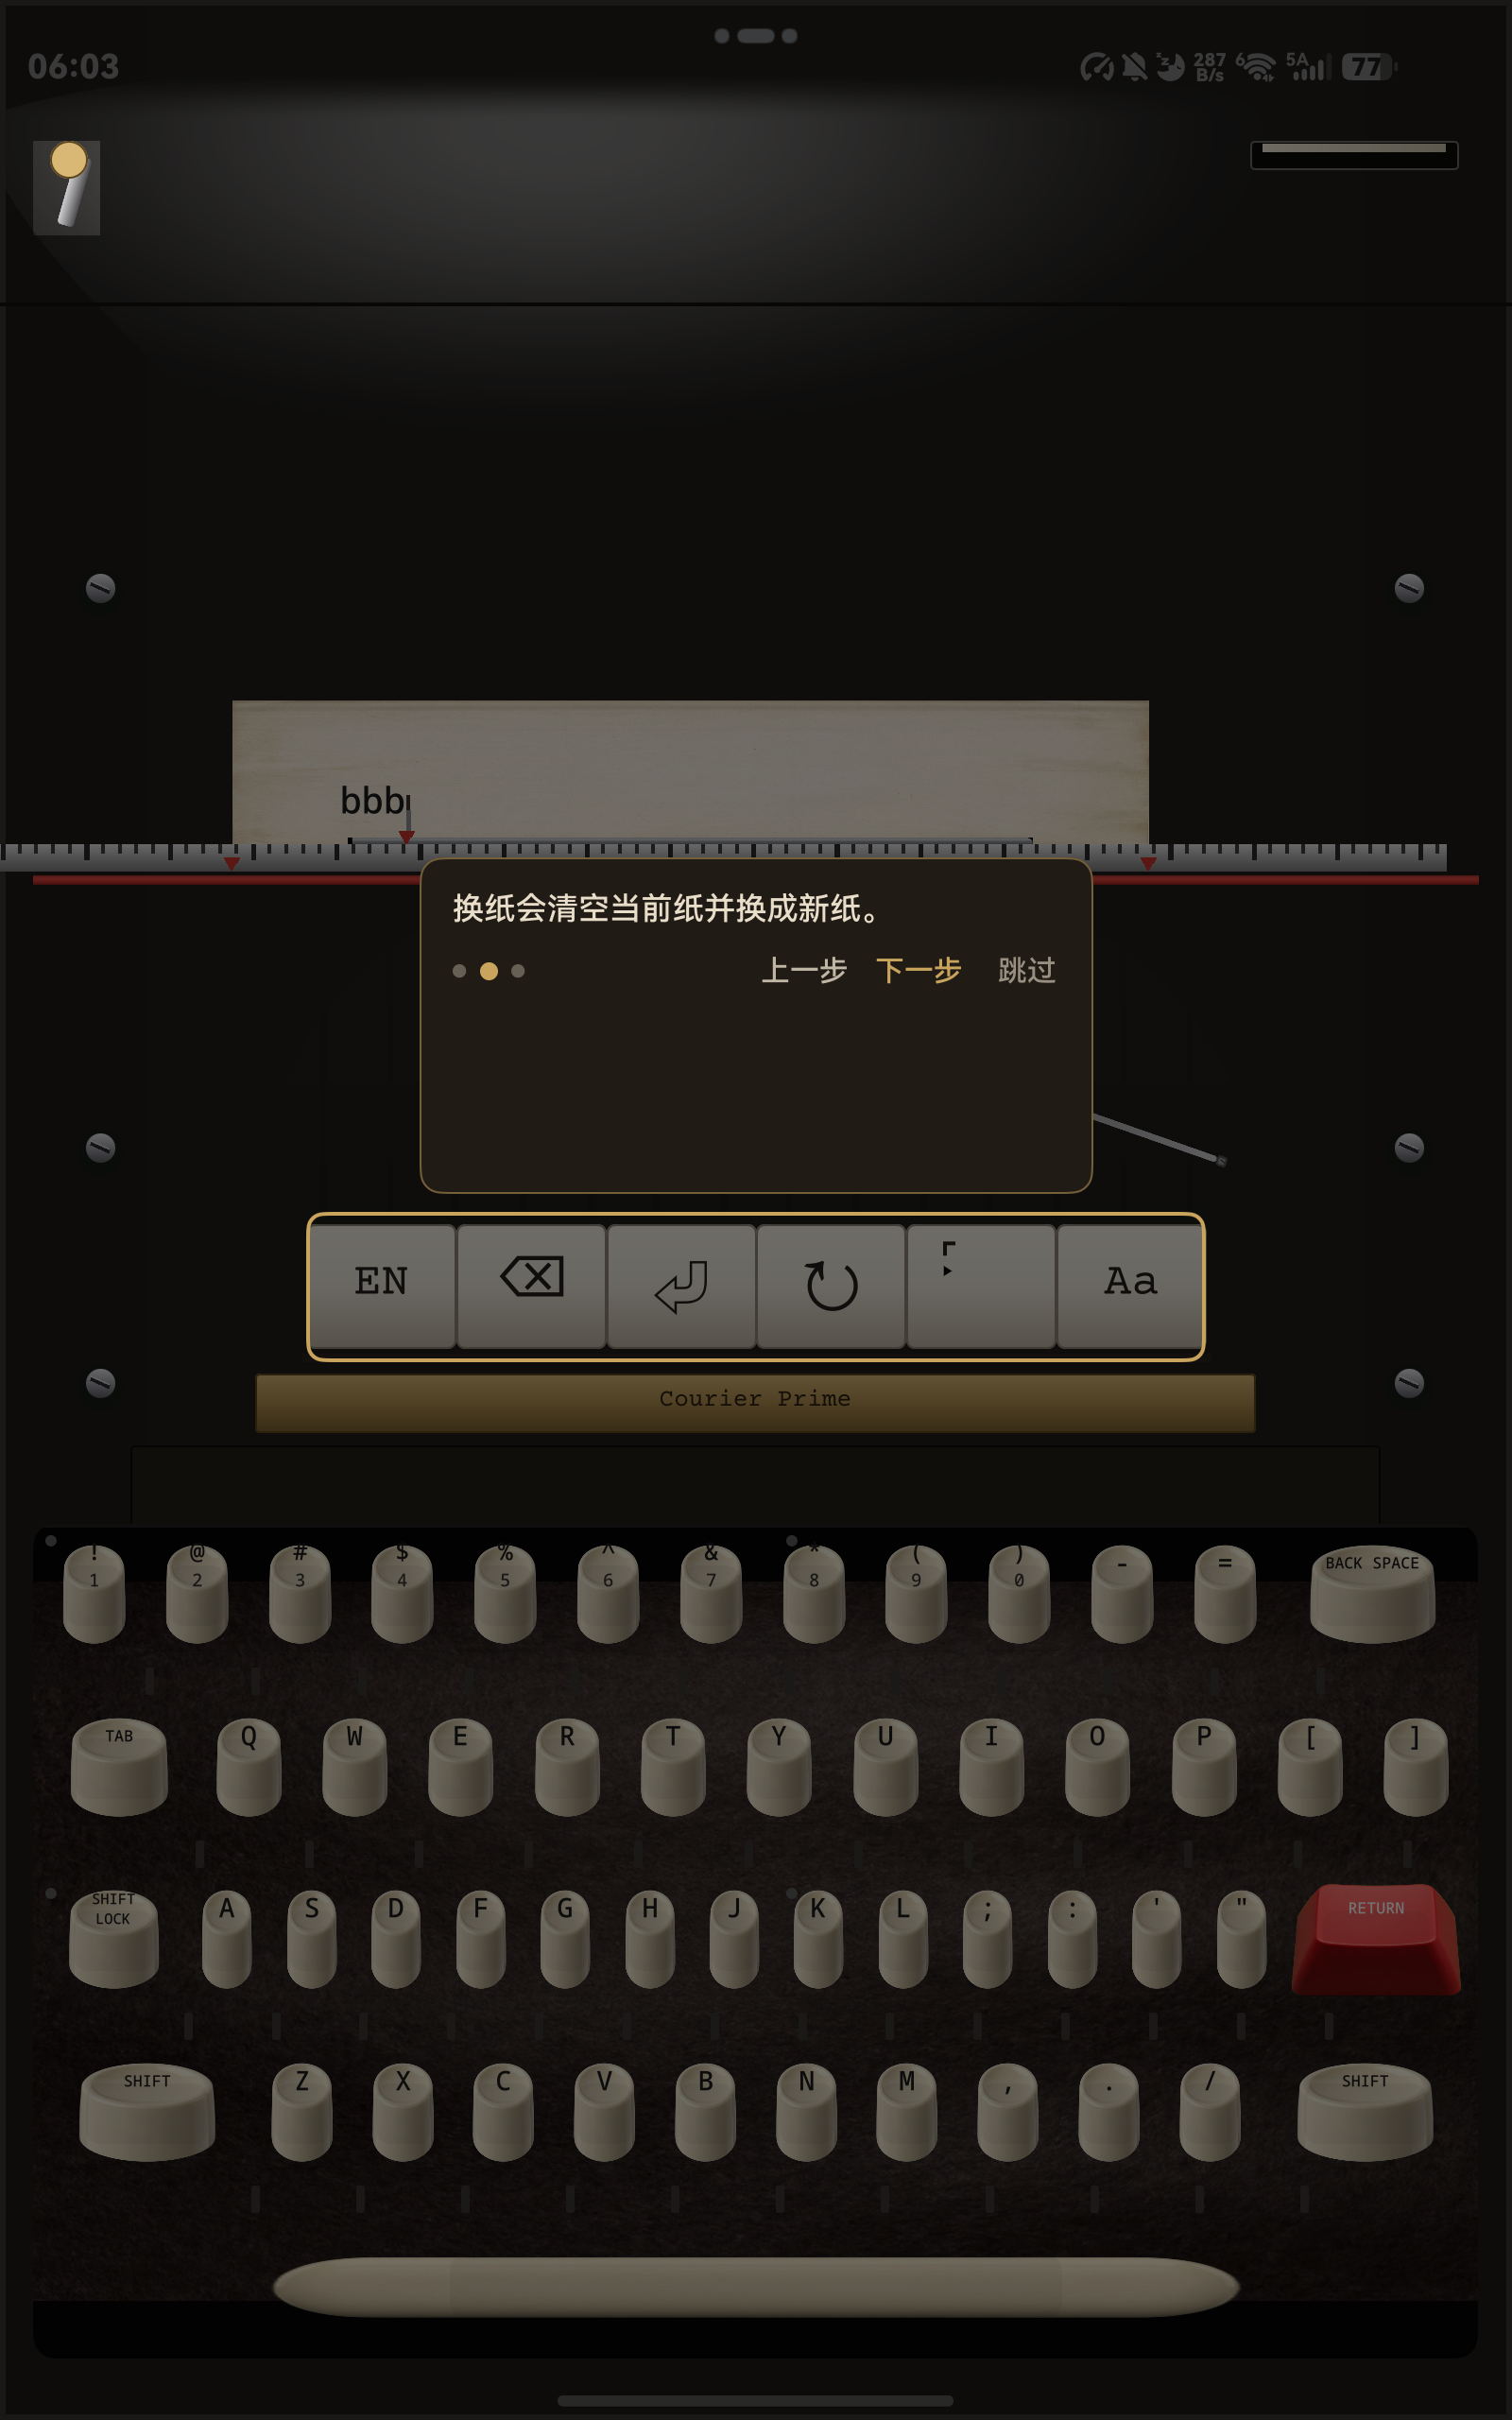 06:03 287 B/s 6 5A 77
bbb
换纸会清空当前纸并换成新纸。
上一步 下一步 跳过
EN Aa
Courier Prime
! @ # $ % ^ & * ( ) - = BACK SPACE
1 2 3 4 5 6 7 8 9 0
TAB Q W E R T Y U I O P [ ]
SHIFT LOCK A S D F G H J K L ; : ' " RETURN
SHIFT Z X C V B N M , . / SHIFT